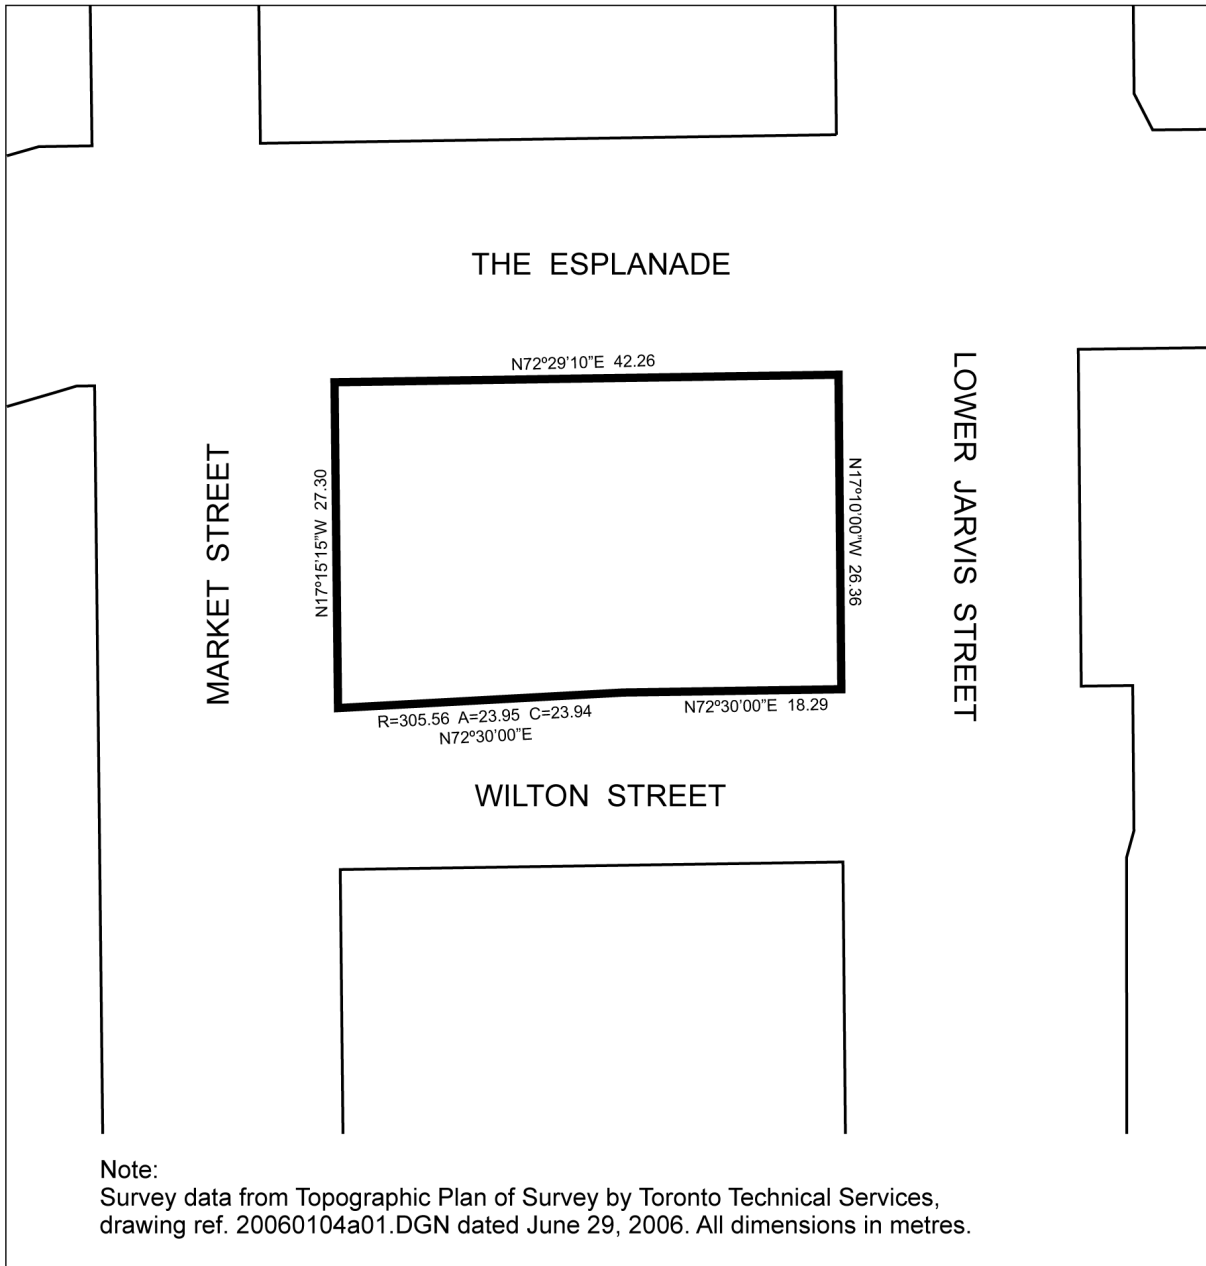 THE ESPLANADE
N72º29'10"E 42.26
MARKET STREET
N17º15'15"W 27.30
N17º10'00"W 26.36
LOWER JARVIS STREET
R=305.56 A=23.95 C=23.94
N72º30'00"E
N72º30'00"E 18.29
WILTON STREET
Note:
Survey data from Topographic Plan of Survey by Toronto Technical Services,
drawing ref. 20060104a01.DGN dated June 29, 2006. All dimensions in metres.